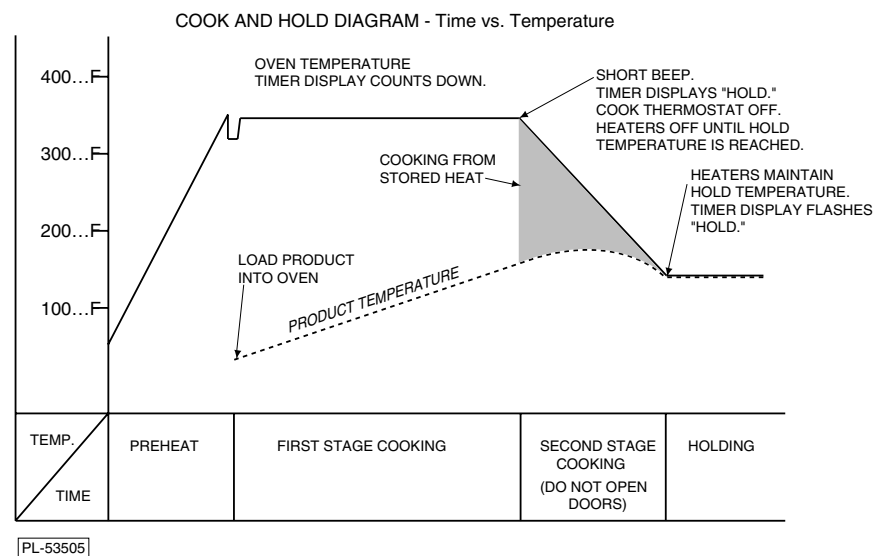 COOK AND HOLD DIAGRAM - Time vs. Temperature
400...F
300...F
200...F
100...F
OVEN TEMPERATURE
TIMER DISPLAY COUNTS DOWN.
SHORT BEEP.
TIMER DISPLAYS "HOLD."
COOK THERMOSTAT OFF.
HEATERS OFF UNTIL HOLD
TEMPERATURE IS REACHED.
COOKING FROM
STORED HEAT
HEATERS MAINTAIN
HOLD TEMPERATURE.
TIMER DISPLAY FLASHES
"HOLD."
LOAD PRODUCT
INTO OVEN
PRODUCT TEMPERATURE
TEMP.
TIME
PREHEAT
FIRST STAGE COOKING
SECOND STAGE
COOKING
(DO NOT OPEN
DOORS)
HOLDING
PL-53505